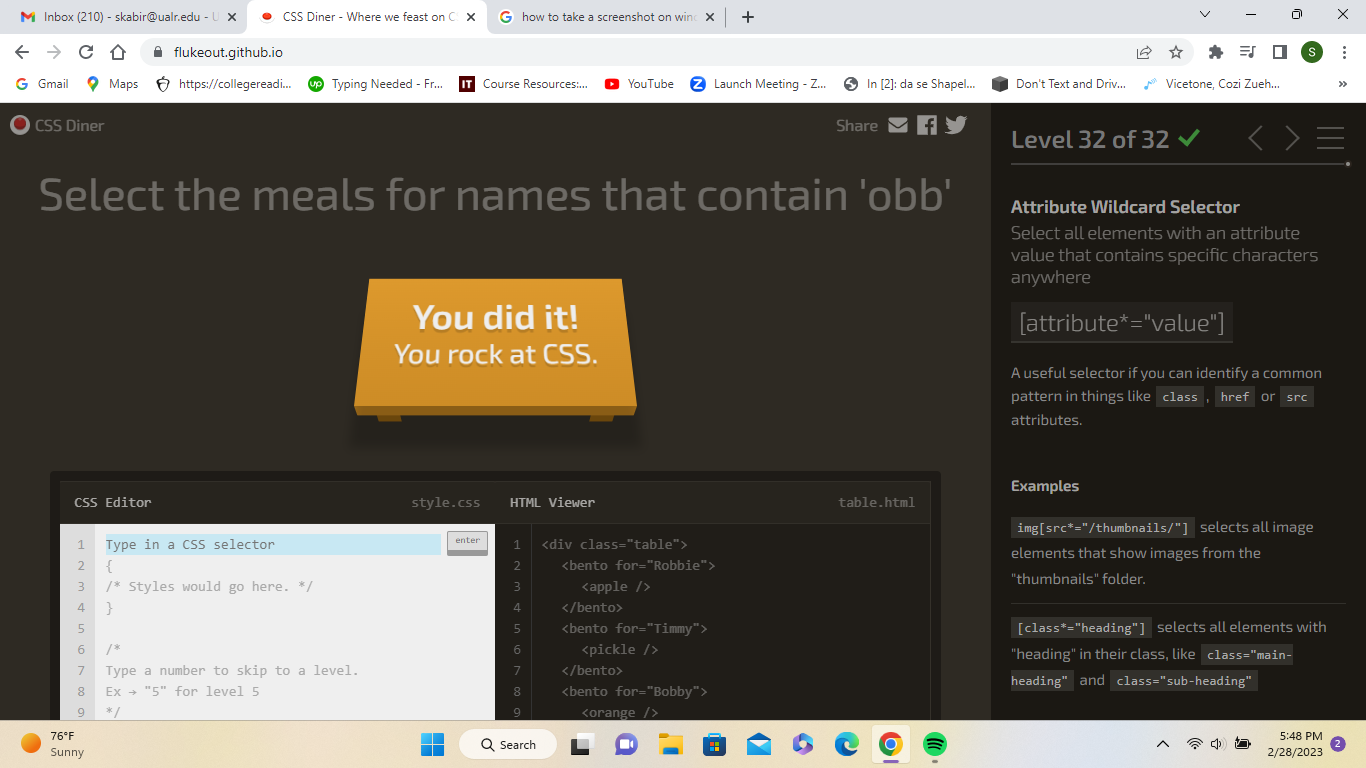 Inbox (210) - skabir@ualr.edu - U
CSS Diner - Where we feast on C
how to take a screenshot on win
flukeout.github.io
S
Gmail
Maps
https://collegereadi...
Typing Needed - Fr...
Course Resources:...
YouTube
Launch Meeting - Z...
In [2]: da se Shapel...
Don't Text and Driv...
Vicetone, Cozi Zueh...
»
CSS Diner
Share
Select the meals for names that contain 'obb'
You did it!
You rock at CSS.
CSS Editor
style.css
1 Type in a CSS selector
enter
2 {
3 /* Styles would go here. */
4 }
5
6 /*
7 Type a number to skip to a level.
8 Ex → "5" for level 5
9 */
HTML Viewer
table.html
1 <div class="table">
2 <bento for="Robbie">
3 <apple />
4 </bento>
5 <bento for="Timmy">
6 <pickle />
7 </bento>
8 <bento for="Bobby">
9 <orange />
Level 32 of 32
Attribute Wildcard Selector
Select all elements with an attribute
value that contains specific characters
anywhere
[attribute*="value"]
A useful selector if you can identify a common
pattern in things like class , href or src
attributes.
Examples
img[src*="/thumbnails/"] selects all image
elements that show images from the
"thumbnails" folder.
[class*="heading"] selects all elements with
"heading" in their class, like class="main-
heading" and class="sub-heading"
76°F
Sunny
Search
5:48 PM
2/28/2023
2